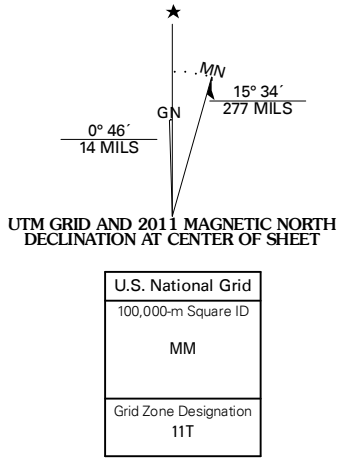 MN
15° 34´
277 MILS
GN
0° 46´
14 MILS
UTM GRID AND 2011 MAGNETIC NORTH
DECLINATION AT CENTER OF SHEET
U.S. National Grid
100,000-m Square ID
MM
Grid Zone Designation
11T